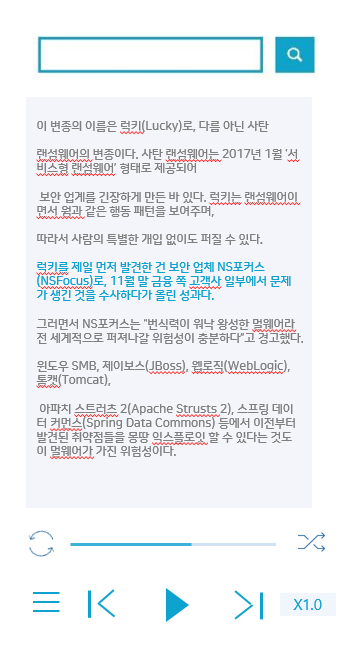 이 변종의 이름은 럭키(Lucky)로, 다름 아닌 사탄
랜섬웨어의 변종이다. 사탄 랜섬웨어는 2017년 1월 ‘서
비스형 랜섬웨어’ 형태로 제공되어
보안 업계를 긴장하게 만든 바 있다. 럭키는 랜섬웨어이
면서 웜과 같은 행동 패턴을 보여주며,
따라서 사람의 특별한 개입 없이도 퍼질 수 있다.
럭키를 제일 먼저 발견한 건 보안 업체 NS포커스
(NSFocus)로, 11월 말 금융 쪽 고객사 일부에서 문제
가 생긴 것을 수사하다가 올린 성과다.
그러면서 NS포커스는 “번식력이 워낙 왕성한 멀웨어라
전 세계적으로 퍼져나갈 위험성이 충분하다”고 경고했다.
윈도우 SMB, 제이보스(JBoss), 웹로직(WebLogic),
톰캣(Tomcat),
아파치 스트러츠 2(Apache Strusts 2), 스프링 데이
터 커먼스(Spring Data Commons) 등에서 이전부터
발견된 취약점들을 몽땅 익스플로잇 할 수 있다는 것도
이 멀웨어가 가진 위험성이다.
X1.0